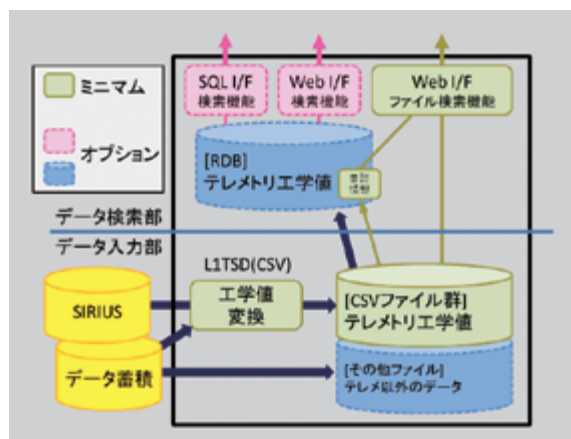 SQL I/F
検索機能
Web I/F
検索機能
Web I/F
ファイル検索機能
ミニマム
オプション
[RDB]
テレメトリ工学値
データ検索部
データ入力部
L1TSD(CSV)
工学値
変換
SIRIUS
データ蓄積
[CSVファイル群]
テレメトリ工学値
[その他ファイル]
テレメ以外のデータ